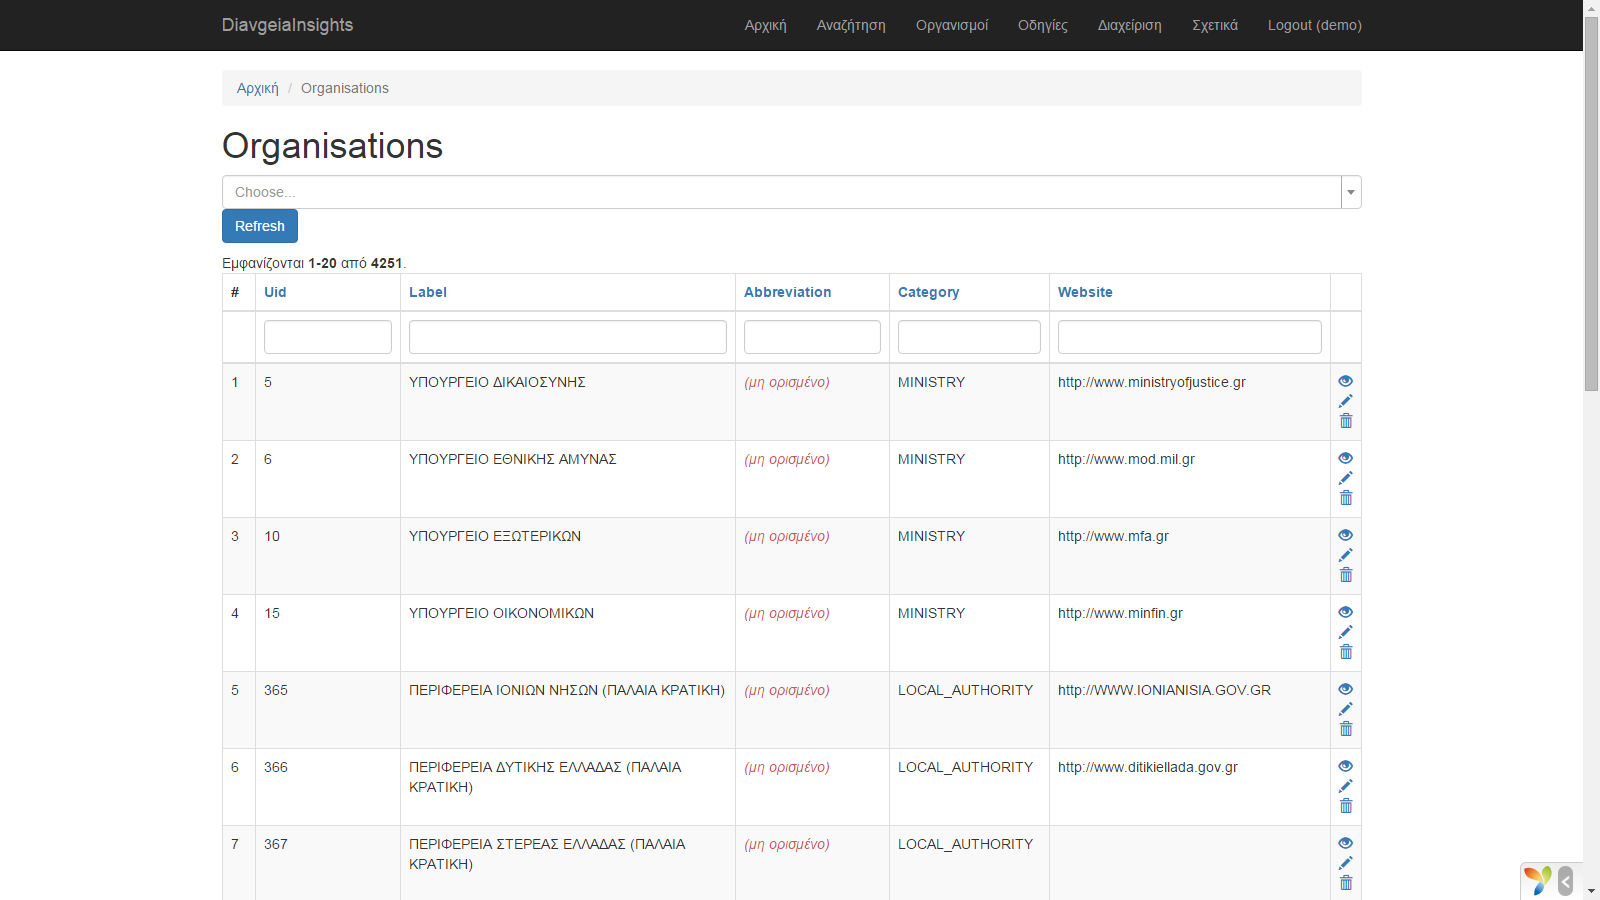 DiavgeiaInsights Αρχική Αναζήτηση Οργανισμοί Οδηγίες Διαχείριση Σχετικά Logout (demo)
Αρχική / Organisations
Organisations
Choose...
Refresh
Εμφανίζονται 1-20 από 4251.
# Uid Label Abbreviation Category Website
1 5 ΥΠΟΥΡΓΕΙΟ ΔΙΚΑΙΟΣΥΝΗΣ (μη ορισμένο) MINISTRY http://www.ministryofjustice.gr
2 6 ΥΠΟΥΡΓΕΙΟ ΕΘΝΙΚΗΣ ΑΜΥΝΑΣ (μη ορισμένο) MINISTRY http://www.mod.mil.gr
3 10 ΥΠΟΥΡΓΕΙΟ ΕΞΩΤΕΡΙΚΩΝ (μη ορισμένο) MINISTRY http://www.mfa.gr
4 15 ΥΠΟΥΡΓΕΙΟ ΟΙΚΟΝΟΜΙΚΩΝ (μη ορισμένο) MINISTRY http://www.minfin.gr
5 365 ΠΕΡΙΦΕΡΕΙΑ ΙΟΝΙΩΝ ΝΗΣΩΝ (ΠΑΛΑΙΑ ΚΡΑΤΙΚΗ) (μη ορισμένο) LOCAL_AUTHORITY http://WWW.IONIANISIA.GOV.GR
6 366 ΠΕΡΙΦΕΡΕΙΑ ΔΥΤΙΚΗΣ ΕΛΛΑΔΑΣ (ΠΑΛΑΙΑ (μη ορισμένο) LOCAL_AUTHORITY http://www.ditikiellada.gov.gr
ΚΡΑΤΙΚΗ)
7 367 ΠΕΡΙΦΕΡΕΙΑ ΣΤΕΡΕΑΣ ΕΛΛΑΔΑΣ (ΠΑΛΑΙΑ (μη ορισμένο) LOCAL_AUTHORITY
ΚΡΑΤΙΚΗ)